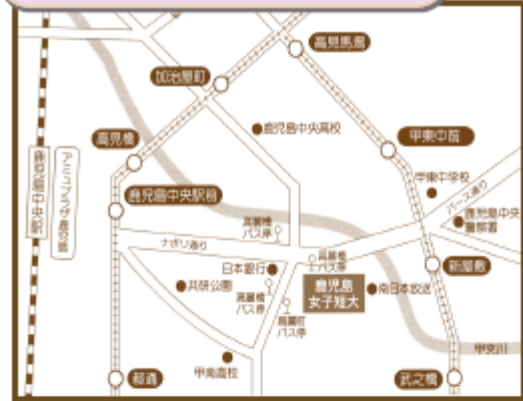 高見馬場
加治屋町
鹿児島中央高校
高見橋
甲東中前
鹿児島中央駅
アミュプラザ鹿児島
甲東中学校
パース通り
鹿児島中央駅前
高麗橋
バス停
鹿児島中央
警察署
ナポリ通り
日本銀行
高麗橋
バス停
新屋敷
共研公園
高麗橋
バス停
鹿児島
女子短大
南日本放送
高麗町
バス停
甲突川
甲南高校
都通
武之橋